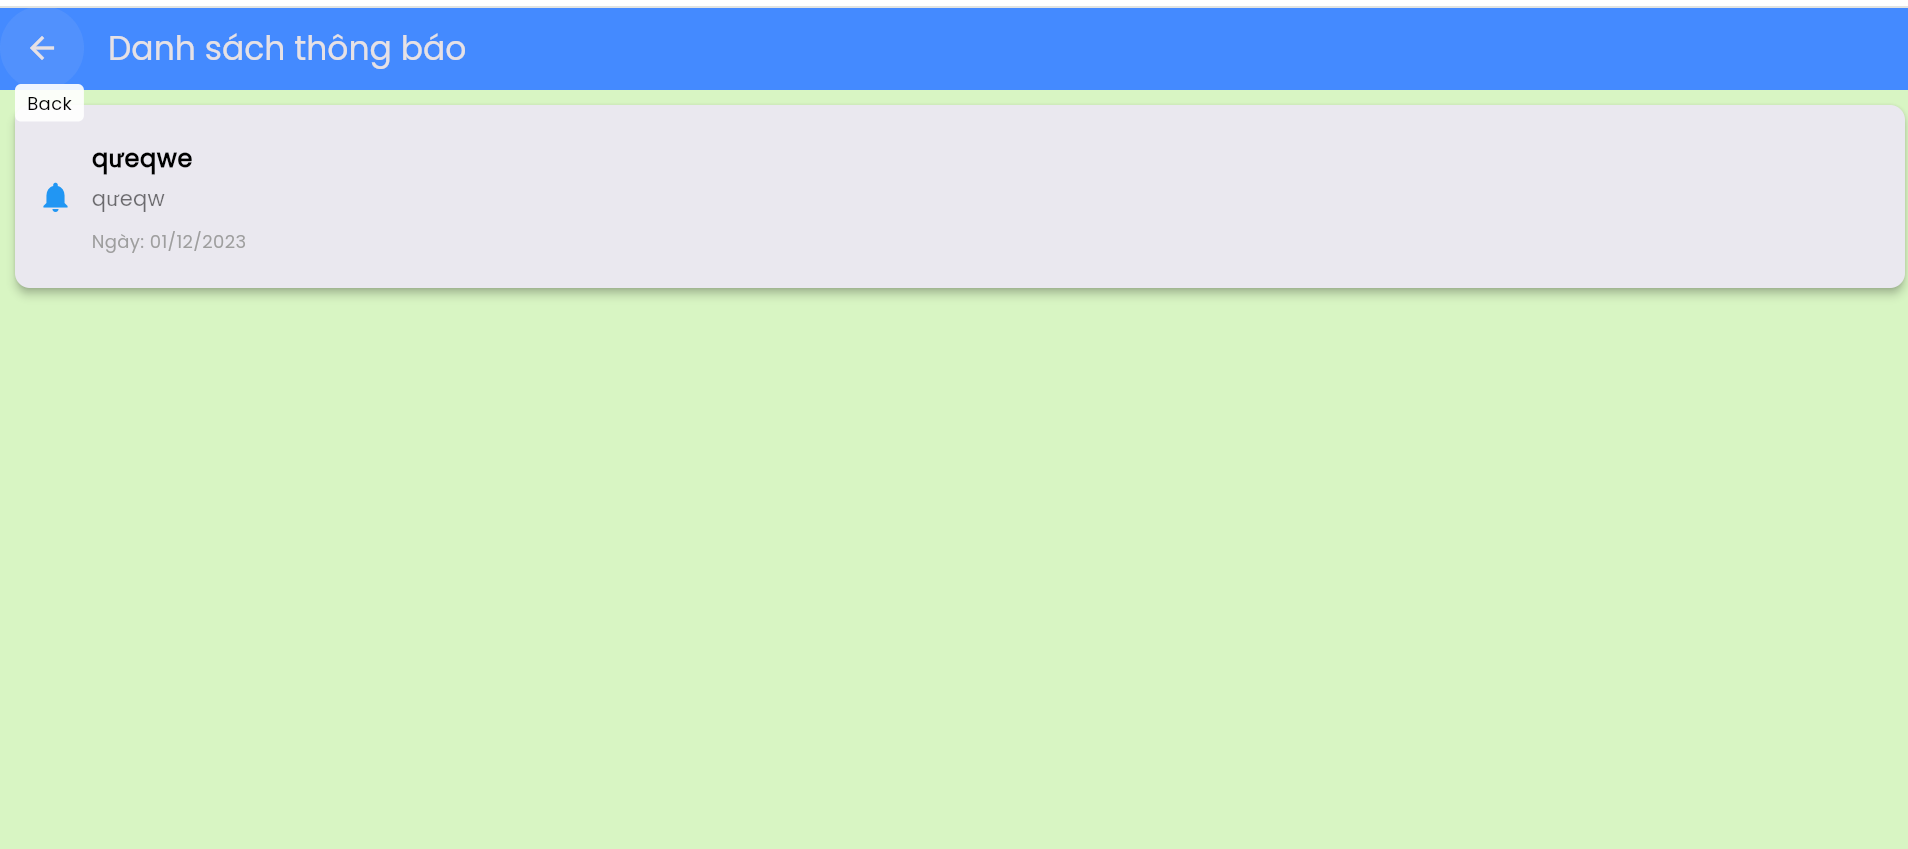 Danh sách thông báo
Back
qưeqwe
qưeqw
Ngày: 01/12/2023